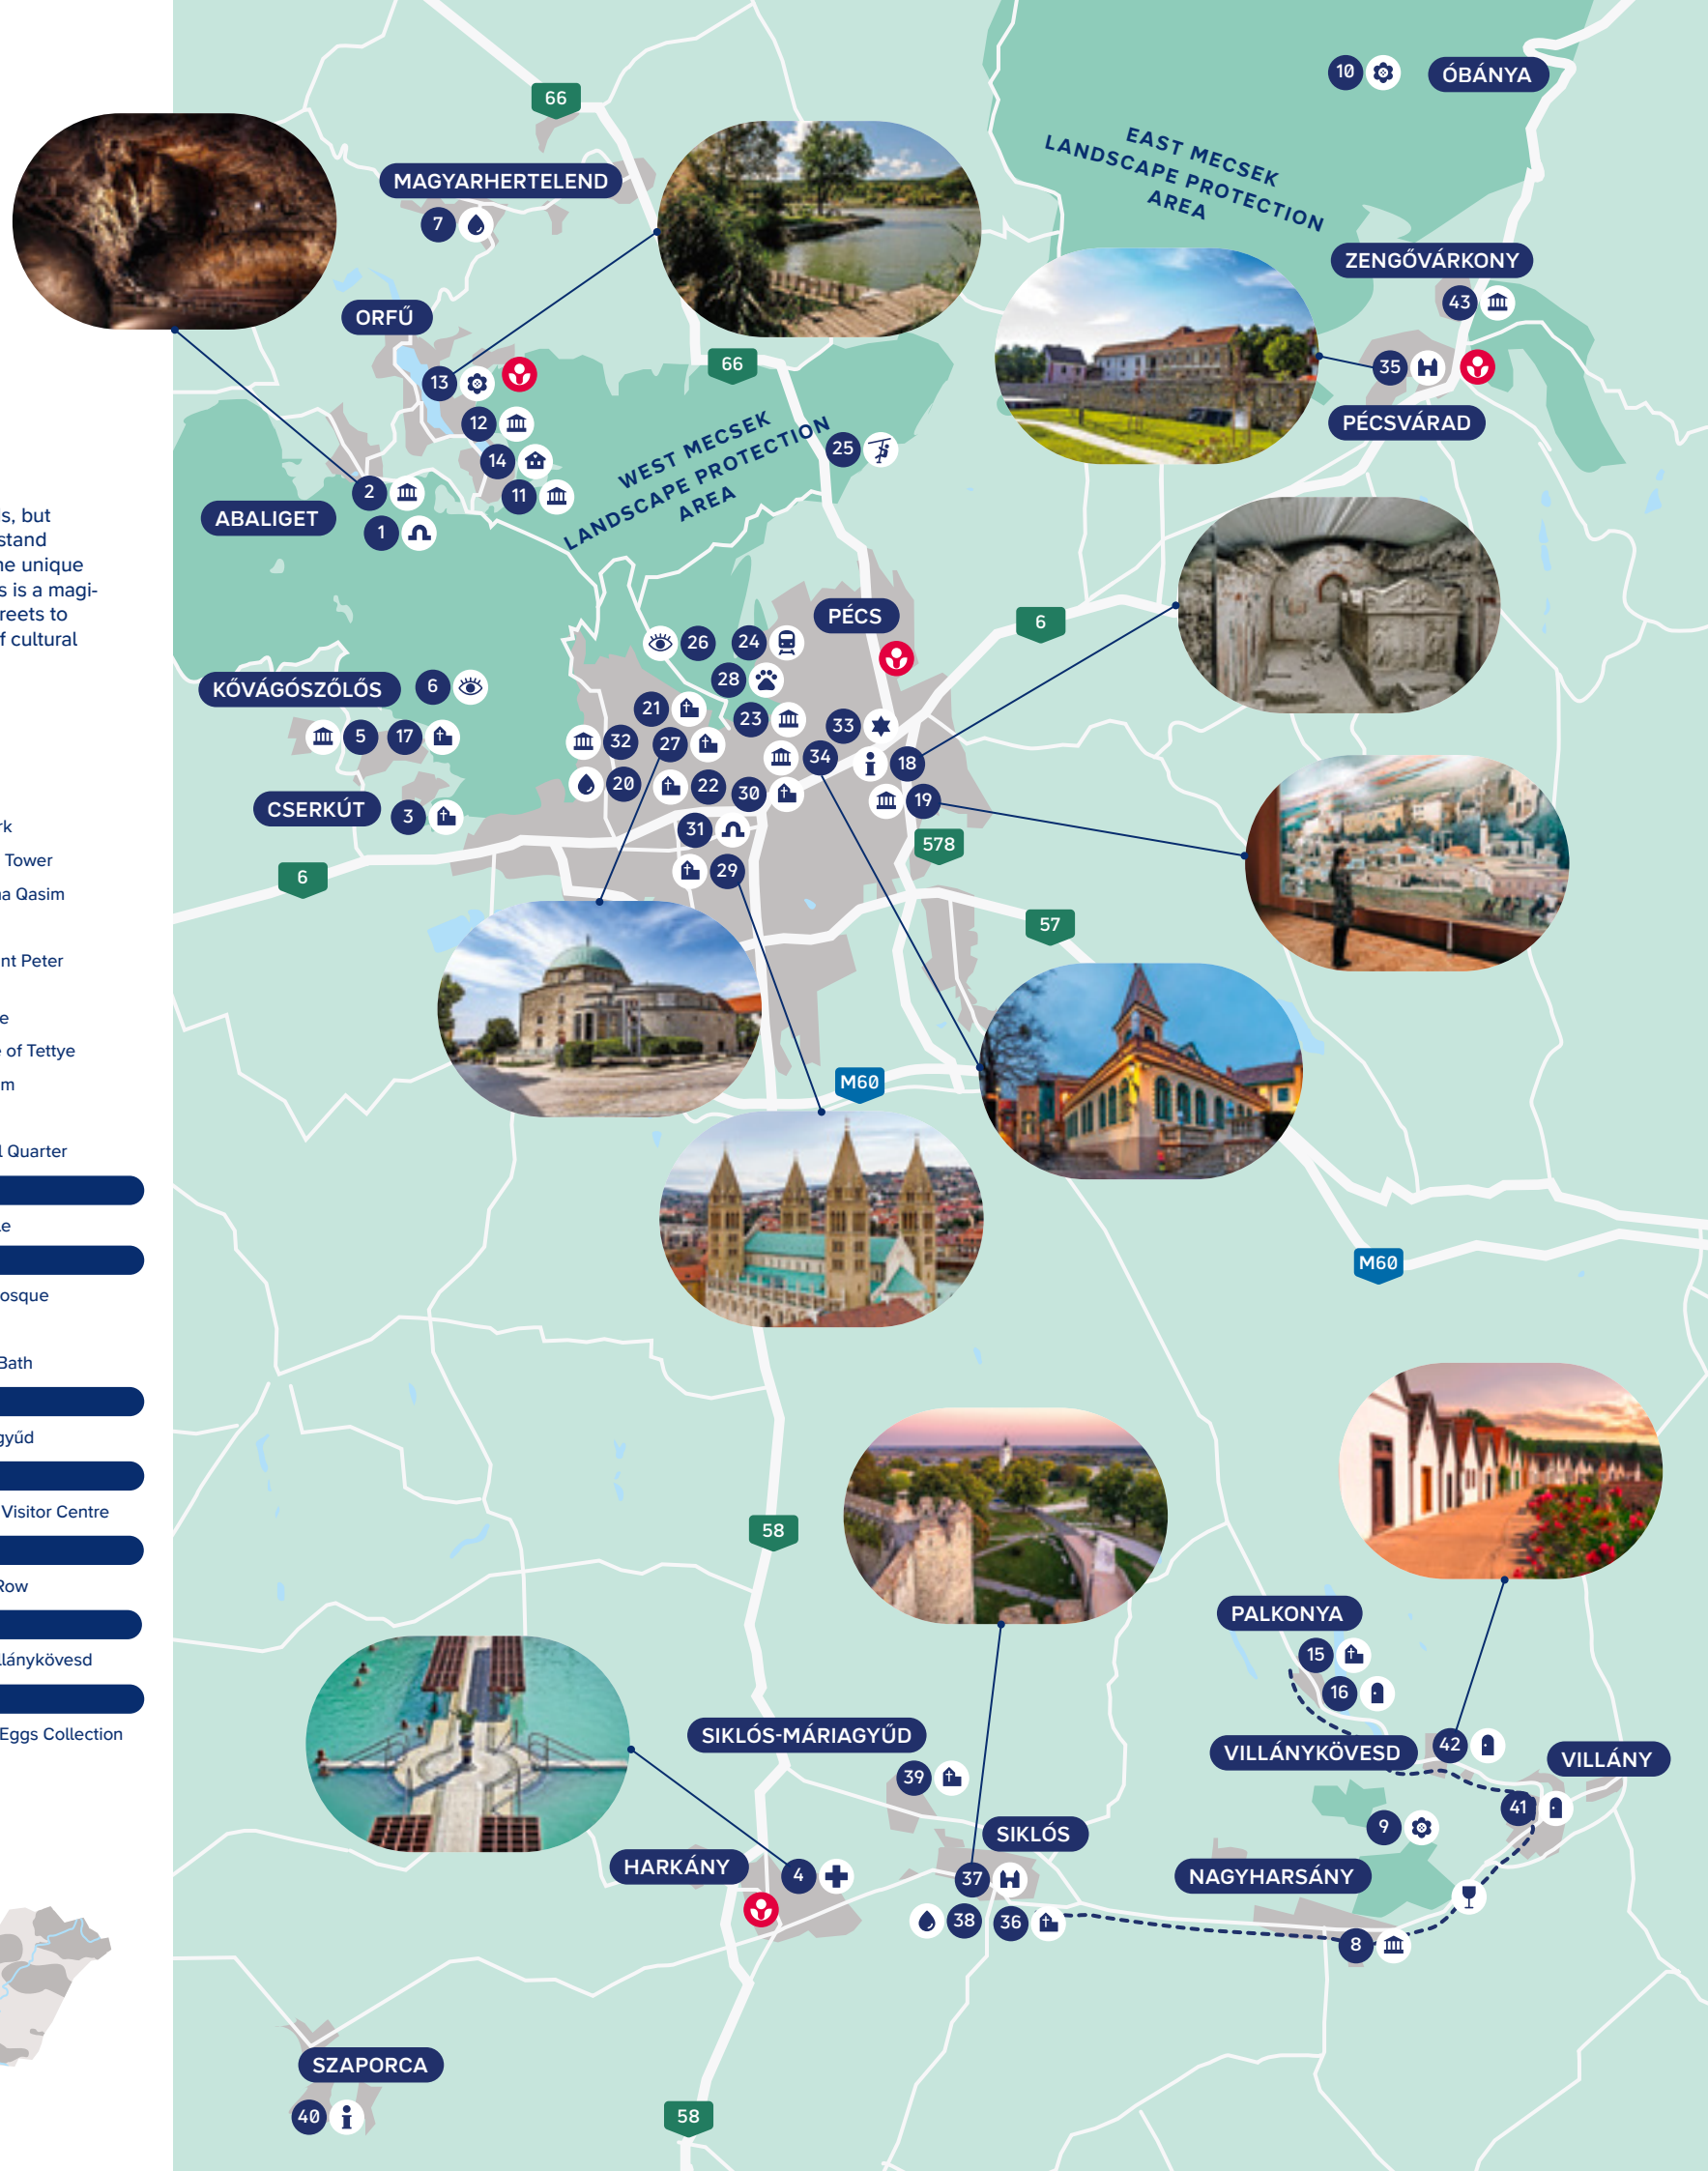 s, but
stand
ne unique
s is a magi-
reets to
f cultural
rk
Tower
a Qasim
nt Peter
e
of Tettye
m
l Quarter
le
osque
Bath
gyűd
Visitor Centre
Row
lánykövesd
Eggs Collection
66
10
ÓBÁNYA
EAST MECSEK
LANDSCAPE PROTECTION
AREA
MAGYARHERTELEND
7
ZENGŐVÁRKONY
43
ORFŰ
66
35
PÉCSVÁRAD
13
12
14
11
WEST MECSEK
LANDSCAPE PROTECTION
AREA
25
2
ABALIGET
1
PÉCS
6
26
24
28
KŐVÁGÓSZŐLŐS
6
21
23
33
5
17
32
27
34
18
20
22
30
19
CSERKÚT
3
31
578
29
6
57
M60
M60
58
PALKONYA
15
16
SIKLÓS-MÁRIAGYŰD
VILLÁNYKÖVESD
42
VILLÁNY
39
41
9
SIKLÓS
HARKÁNY
4
37
NAGYHARSÁNY
38
36
8
SZAPORCA
40
58